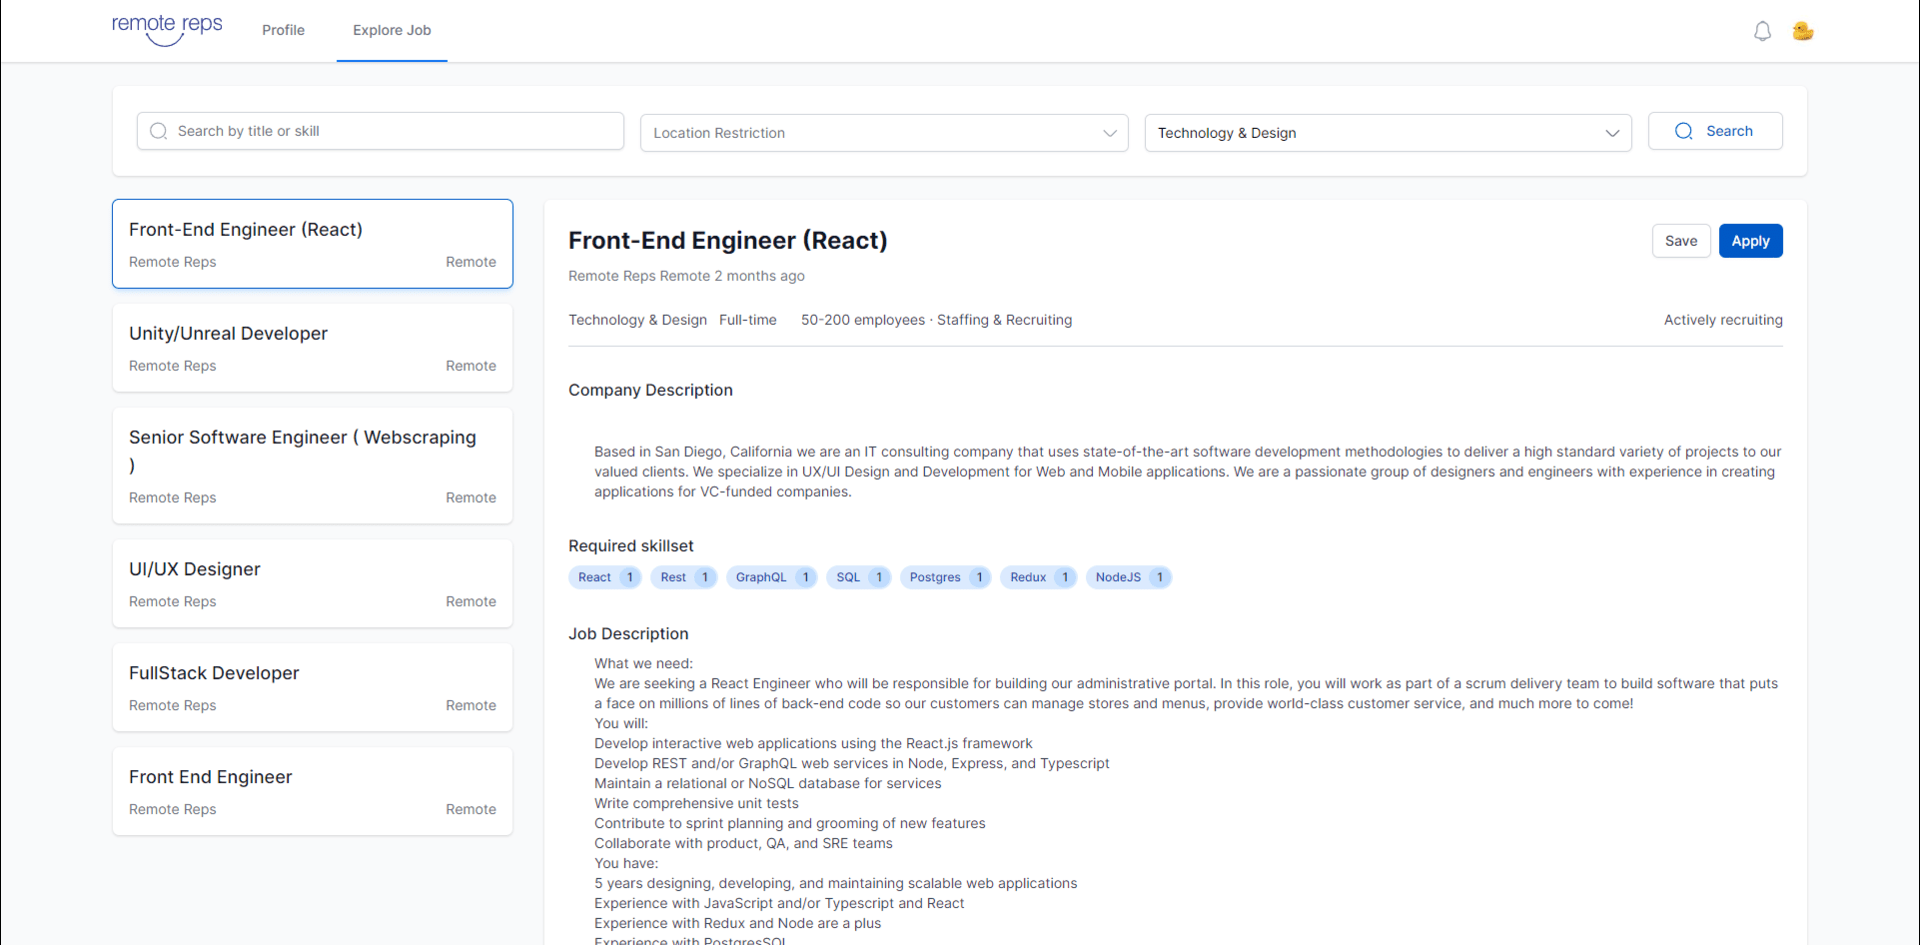 remote reps
Profile
Explore Job
Search by title or skill
Location Restriction
Technology & Design
Search
Front-End Engineer (React)
Remote Reps
Remote
Unity/Unreal Developer
Remote Reps
Remote
Senior Software Engineer ( Webscraping
)
Remote Reps
Remote
UI/UX Designer
Remote Reps
Remote
FullStack Developer
Remote Reps
Remote
Front End Engineer
Remote Reps
Remote
Front-End Engineer (React)
Save
Apply
Remote Reps Remote 2 months ago
Technology & Design Full-time 50-200 employees · Staffing & Recruiting
Actively recruiting
Company Description
Based in San Diego, California we are an IT consulting company that uses state-of-the-art software development methodologies to deliver a high standard variety of projects to our
valued clients. We specialize in UX/UI Design and Development for Web and Mobile applications. We are a passionate group of designers and engineers with experience in creating
applications for VC-funded companies.
Required skillset
React 1 Rest 1 GraphQL 1 SQL 1 Postgres 1 Redux 1 NodeJS 1
Job Description
What we need:
We are seeking a React Engineer who will be responsible for building our administrative portal. In this role, you will work as part of a scrum delivery team to build software that puts
a face on millions of lines of back-end code so our customers can manage stores and menus, provide world-class customer service, and much more to come!
You will:
Develop interactive web applications using the React.js framework
Develop REST and/or GraphQL web services in Node, Express, and Typescript
Maintain a relational or NoSQL database for services
Write comprehensive unit tests
Contribute to sprint planning and grooming of new features
Collaborate with product, QA, and SRE teams
You have:
5 years designing, developing, and maintaining scalable web applications
Experience with JavaScript and/or Typescript and React
Experience with Redux and Node are a plus
Experience with PostgresSQL